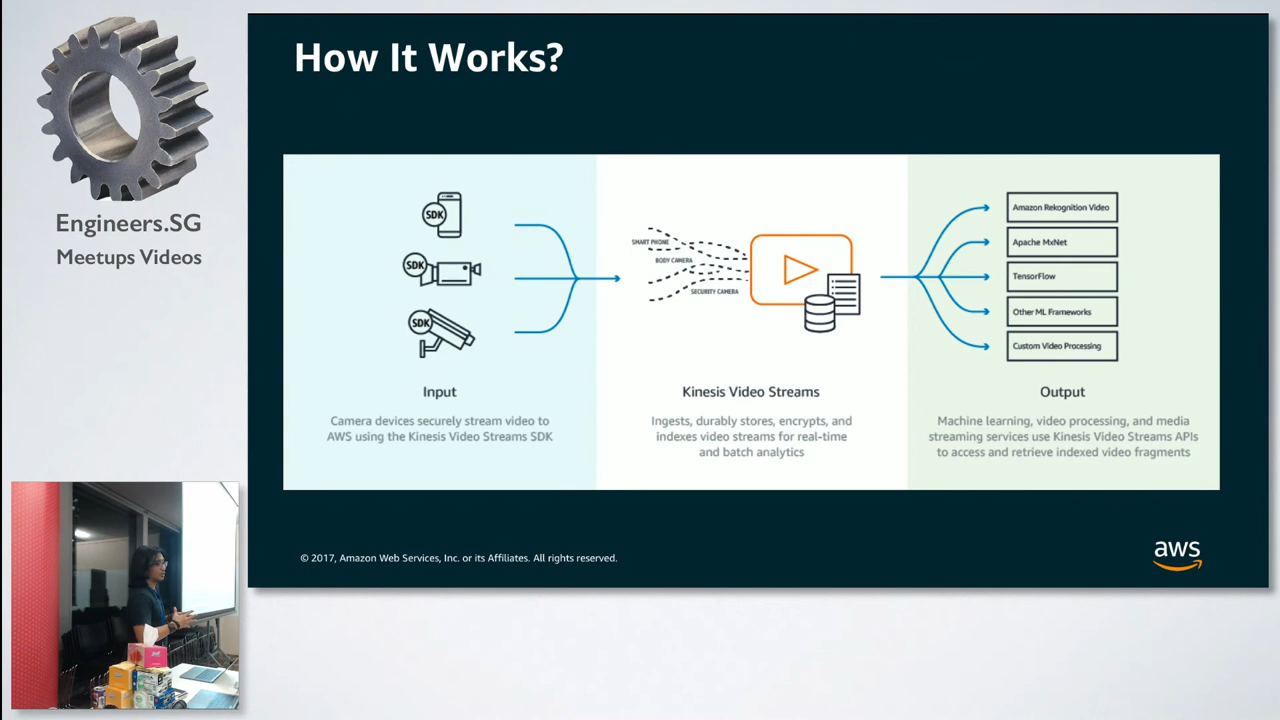 Engineers.SG
Meetups Videos
How It Works?
SDK
SDK
SDK
Input
Camera devices securely stream video to
AWS using the Kinesis Video Streams SDK
SMART PHONE
BODY CAMERA
SECURITY CAMERA
Kinesis Video Streams
Ingests, durably stores, encrypts, and
indexes video streams for real-time
and batch analytics
Amazon Rekognition Video
Apache MxNet
TensorFlow
Other ML Frameworks
Custom Video Processing
Output
Machine learning, video processing, and media
streaming services use Kinesis Video Streams APIs
to access and retrieve indexed video fragments
© 2017, Amazon Web Services, Inc. or its Affiliates. All rights reserved.
aws